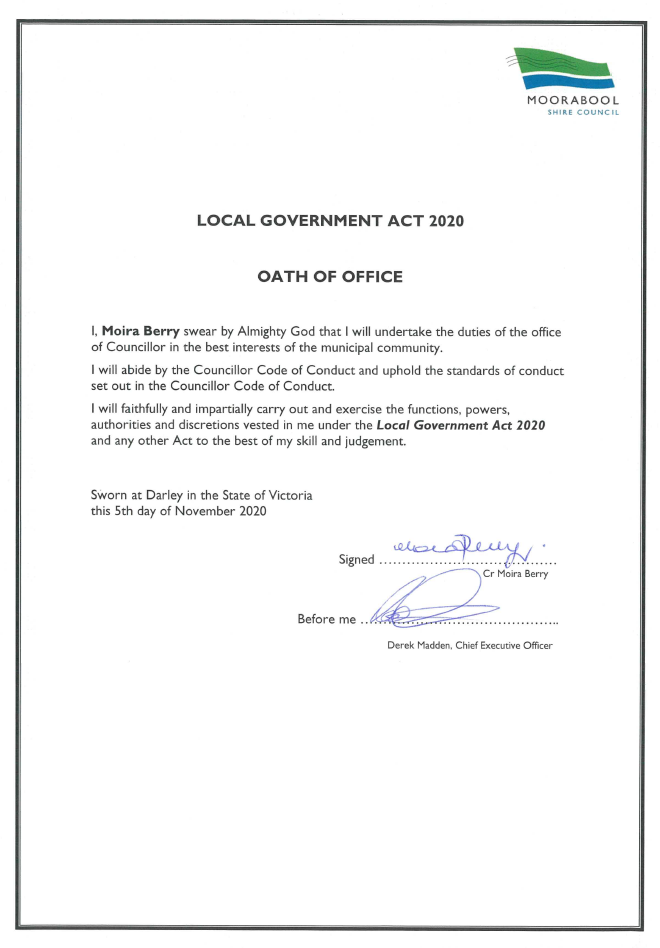 MOORABOOL
SHIRE COUNCIL
LOCAL GOVERNMENT ACT 2020
OATH OF OFFICE
I, Moira Berry swear by Almighty God that I will undertake the duties of the office
of Councillor in the best interests of the municipal community.
I will abide by the Councillor Code of Conduct and uphold the standards of conduct
set out in the Councillor Code of Conduct.
I will faithfully and impartially carry out and exercise the functions, powers,
authorities and discretions vested in me under the Local Government Act 2020
and any other Act to the best of my skill and judgement.
Sworn at Darley in the State of Victoria
this 5th day of November 2020
Signed ................................................
Cr Moira Berry
Before me ................................................
Derek Madden, Chief Executive Officer